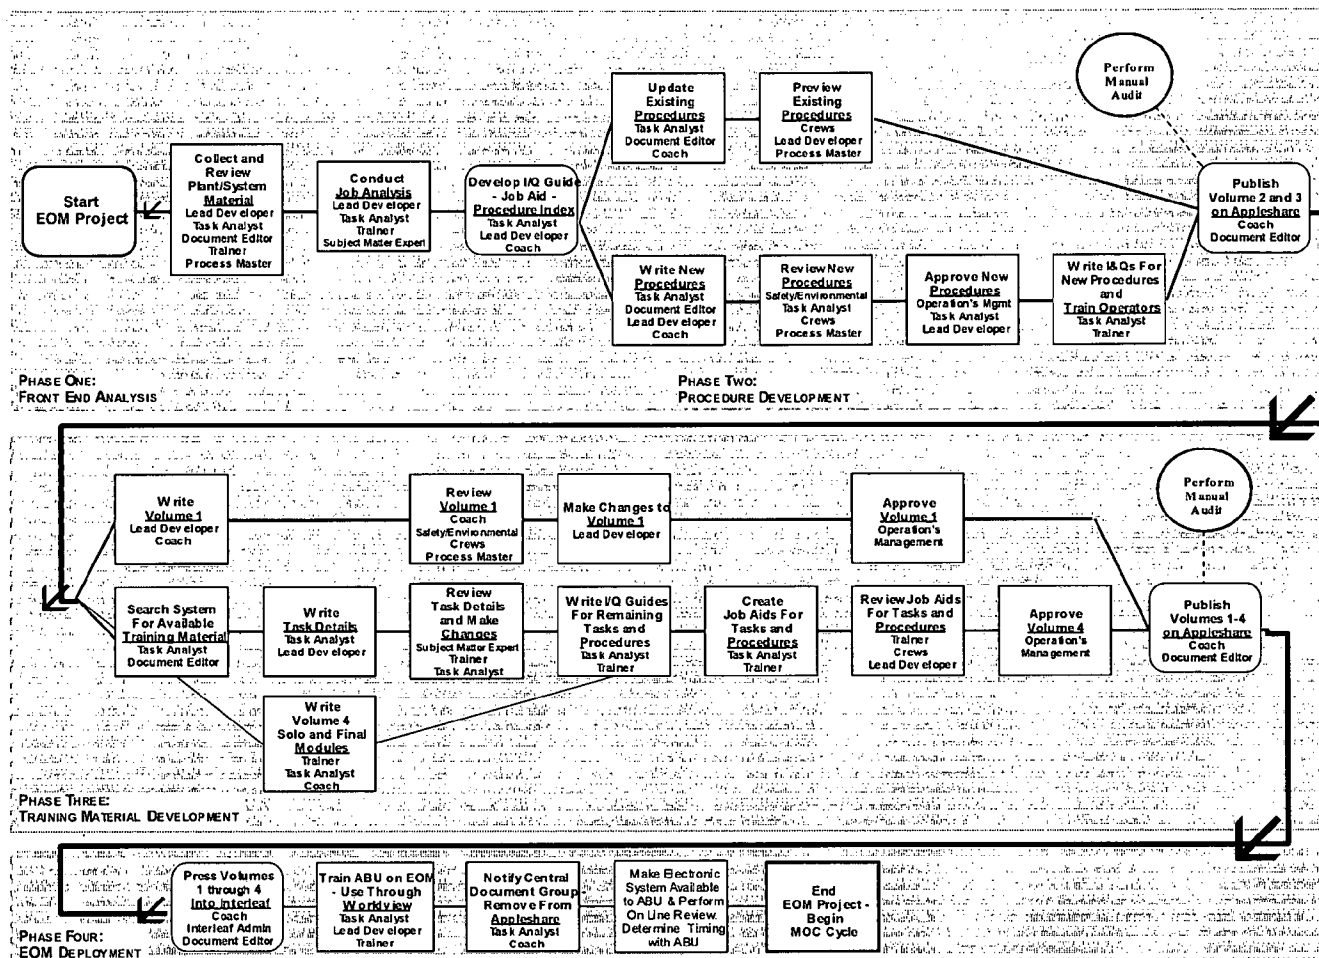 Start
EOM Project
Collect and
Review
Plant/System
Material
Lead Developer
Task Analyst
Document Editor
Trainer
Process Master
Conduct
Job Analysis
Lead Developer
Task Analyst
Trainer
Subject Matter Expert
Develop I/Q Guide
- Job Aid -
Procedure Index
Task Analyst
Lead Developer
Coach
Update
Existing
Procedures
Task Analyst
Document Editor
Coach
Preview
Existing
Procedures
Crews
Lead Developer
Process Master
Write New
Procedures
Task Analyst
Document Editor
Lead Developer
Coach
Review New
Procedures
Safety/Environmental
Task Analyst
Crews
Process Master
Approve New
Procedures
Operation's Mgmt
Task Analyst
Lead Developer
Write I&Qs For
New Procedures
and
Train Operators
Task Analyst
Trainer
Perform
Manual
Audit
Publish
Volume 2 and 3
on Appleshare
Coach
Document Editor
PHASE ONE:
FRONT END ANALYSIS
PHASE TWO:
PROCEDURE DEVELOPMENT
Write
Volume 1
Lead Developer
Coach
Review
Volume 1
Coach
Safety/Environmental
Crews
Process Master
Make Changes to
Volume 1
Lead Developer
Approve
Volume 1
Operation's
Management
Perform
Manual
Audit
Search System
For Available
Training Material
Task Analyst
Document Editor
Write
Task Details
Task Analyst
Lead Developer
Review
Task Details
and Make
Changes
Subject Matter Expert
Trainer
Task Analyst
Write I/Q Guides
For Remaining
Tasks and
Procedures
Task Analyst
Trainer
Create
Job Aids For
Tasks and
Procedures
Task Analyst
Trainer
Review Job Aids
For Tasks and
Procedures
Trainer
Crews
Lead Developer
Approve
Volume 4
Operation's
Management
Publish
Volumes 1-4
on Appleshare
Coach
Document Editor
Write
Volume 4
Solo and Final
Modules
Trainer
Task Analyst
Coach
PHASE THREE:
TRAINING MATERIAL DEVELOPMENT
Press Volumes
1 through 4
Into Interleaf
Coach
Interleaf Admin
Document Editor
Train ABU on EOM
- Use Through
Worldview
Task Analyst
Lead Developer
Trainer
Notify Central
Document Group
Remove From
Appleshare
Task Analyst
Coach
Make Electronic
System Available
to ABU & Perform
On Line Review.
Determine Timing
with ABU
End
EOM Project -
Begin
MOC Cycle
PHASE FOUR:
EOM DEPLOYMENT